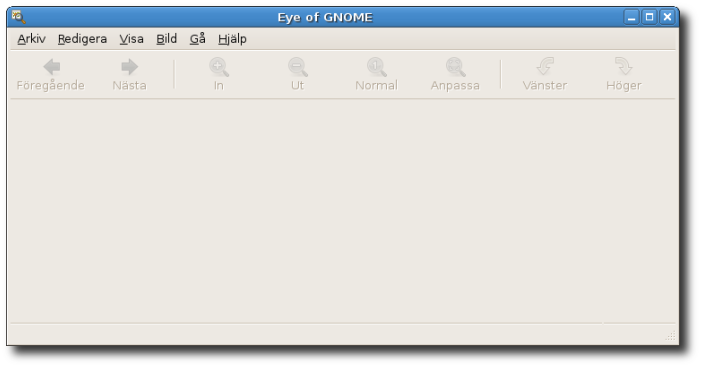 Eye of GNOME
Arkiv Redigera Visa Bild Gå Hjälp
Föregående Nästa In Ut Normal Anpassa Vänster Höger